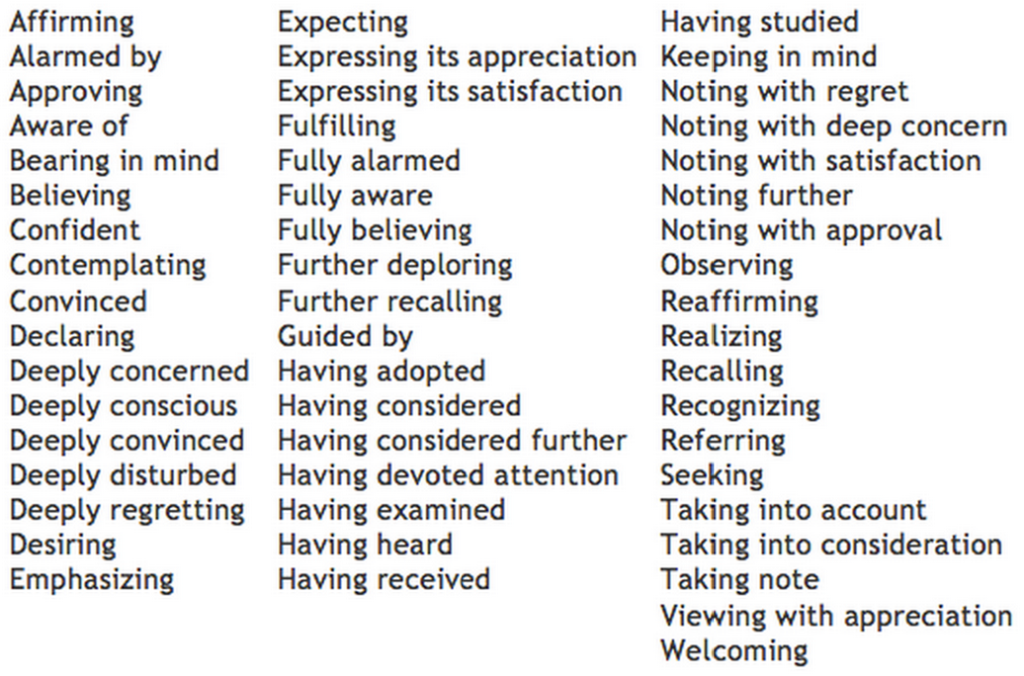 Affirming
Alarmed by
Approving
Aware of
Bearing in mind
Believing
Confident
Contemplating
Convinced
Declaring
Deeply concerned
Deeply conscious
Deeply convinced
Deeply disturbed
Deeply regretting
Desiring
Emphasizing
Expecting
Expressing its appreciation
Expressing its satisfaction
Fulfilling
Fully alarmed
Fully aware
Fully believing
Further deploring
Further recalling
Guided by
Having adopted
Having considered
Having considered further
Having devoted attention
Having examined
Having heard
Having received
Having studied
Keeping in mind
Noting with regret
Noting with deep concern
Noting with satisfaction
Noting further
Noting with approval
Observing
Reaffirming
Realizing
Recalling
Recognizing
Referring
Seeking
Taking into account
Taking into consideration
Taking note
Viewing with appreciation
Welcoming